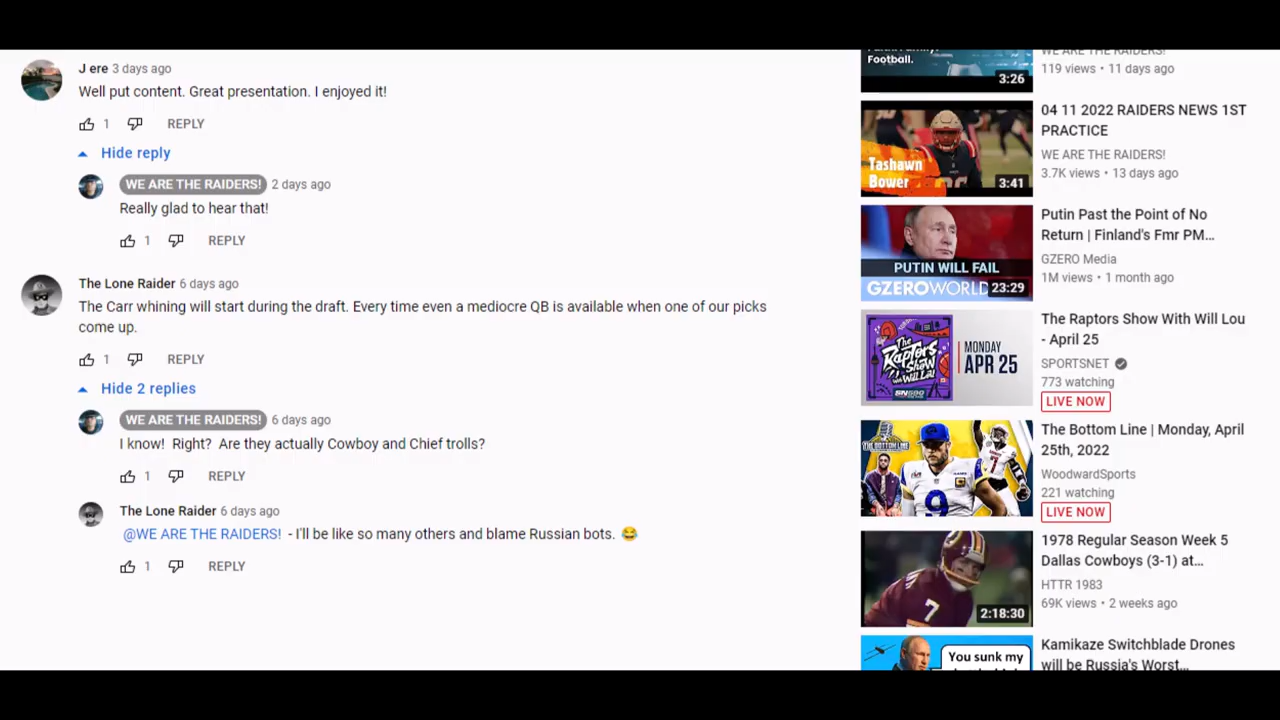 J ere 3 days ago
Well put content. Great presentation. I enjoyed it!
1 REPLY
Hide reply
WE ARE THE RAIDERS! 2 days ago
Really glad to hear that!
1 REPLY
The Lone Raider 6 days ago
The Carr whining will start during the draft. Every time even a mediocre QB is available when one of our picks
come up.
1 REPLY
Hide 2 replies
WE ARE THE RAIDERS! 6 days ago
I know! Right? Are they actually Cowboy and Chief trolls?
1 REPLY
The Lone Raider 6 days ago
@WE ARE THE RAIDERS! - I'll be like so many others and blame Russian bots. 😂
1 REPLY
Football.
3:26
WE ARE THE RAIDERS!
119 views • 11 days ago
Tashawn
Bower
3:41
04 11 2022 RAIDERS NEWS 1ST
PRACTICE
WE ARE THE RAIDERS!
3.7K views • 13 days ago
PUTIN WILL FAIL
GZEROWORLD
23:29
Putin Past the Point of No
Return | Finland's Fmr PM...
GZERO Media
1M views • 1 month ago
The
Raptors
Show
WITH WILL LOU
SN590
MONDAY
APR 25
The Raptors Show With Will Lou
- April 25
SPORTSNET
773 watching
LIVE NOW
THE BOTTOM LINE
9
1
The Bottom Line | Monday, April
25th, 2022
WoodwardSports
221 watching
LIVE NOW
7
2:18:30
1978 Regular Season Week 5
Dallas Cowboys (3-1) at...
HTTR 1983
69K views • 2 weeks ago
You sunk my
Kamikaze Switchblade Drones
will be Russia's Worst...